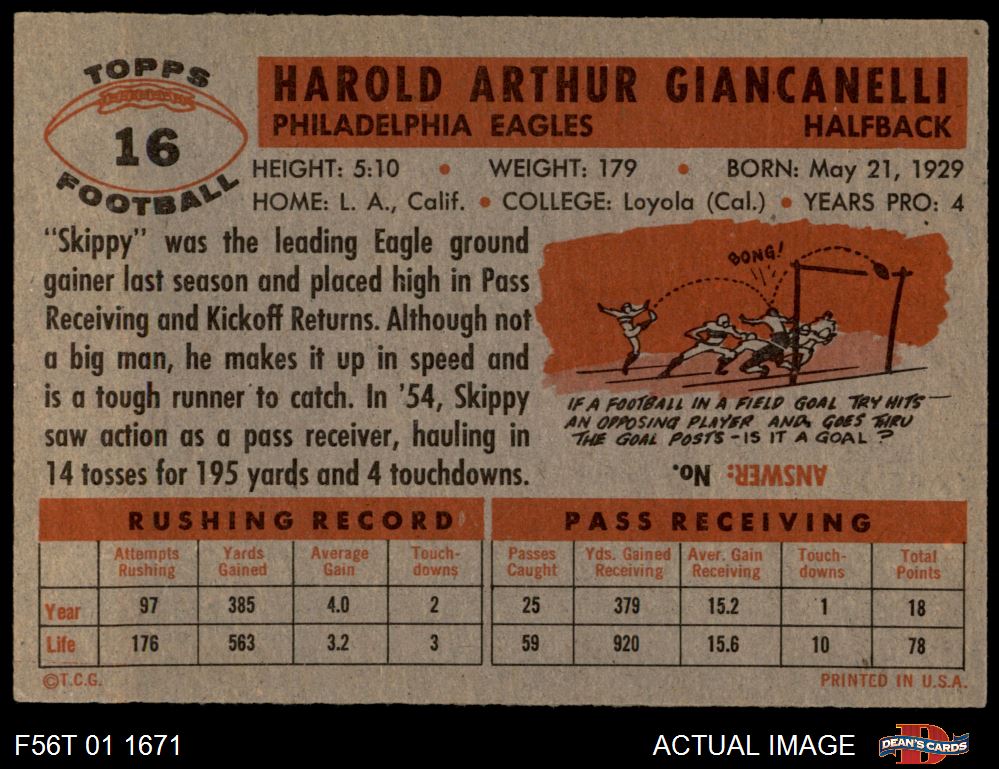 TOPPS
16
FOOTBALL
HAROLD ARTHUR GIANCANELLI
PHILADELPHIA EAGLES HALFBACK
HEIGHT: 5:10 • WEIGHT: 179 • BORN: May 21, 1929
HOME: L. A., Calif. • COLLEGE: Loyola (Cal.) • YEARS PRO: 4
"Skippy" was the leading Eagle ground
gainer last season and placed high in Pass
Receiving and Kickoff Returns. Although not
a big man, he makes it up in speed and
is a tough runner to catch. In '54, Skippy
saw action as a pass receiver, hauling in
14 tosses for 195 yards and 4 touchdowns.
BONG!
IF A FOOTBALL IN A FIELD GOAL TRY HITS
AN OPPOSING PLAYER AND GOES THRU
THE GOAL POSTS - IS IT A GOAL?
ANSWER: No.
RUSHING RECORD
Attempts Rushing Yards Gained Average Gain Touch-downs
Year 97 385 4.0 2
Life 176 563 3.2 3
PASS RECEIVING
Passes Caught Yds. Gained Receiving Aver. Gain Receiving Touch-downs Total Points
25 379 15.2 1 18
59 920 15.6 10 78
©T.C.G. PRINTED IN U.S.A.
F56T 01 1671 ACTUAL IMAGE DEAN'S CARDS